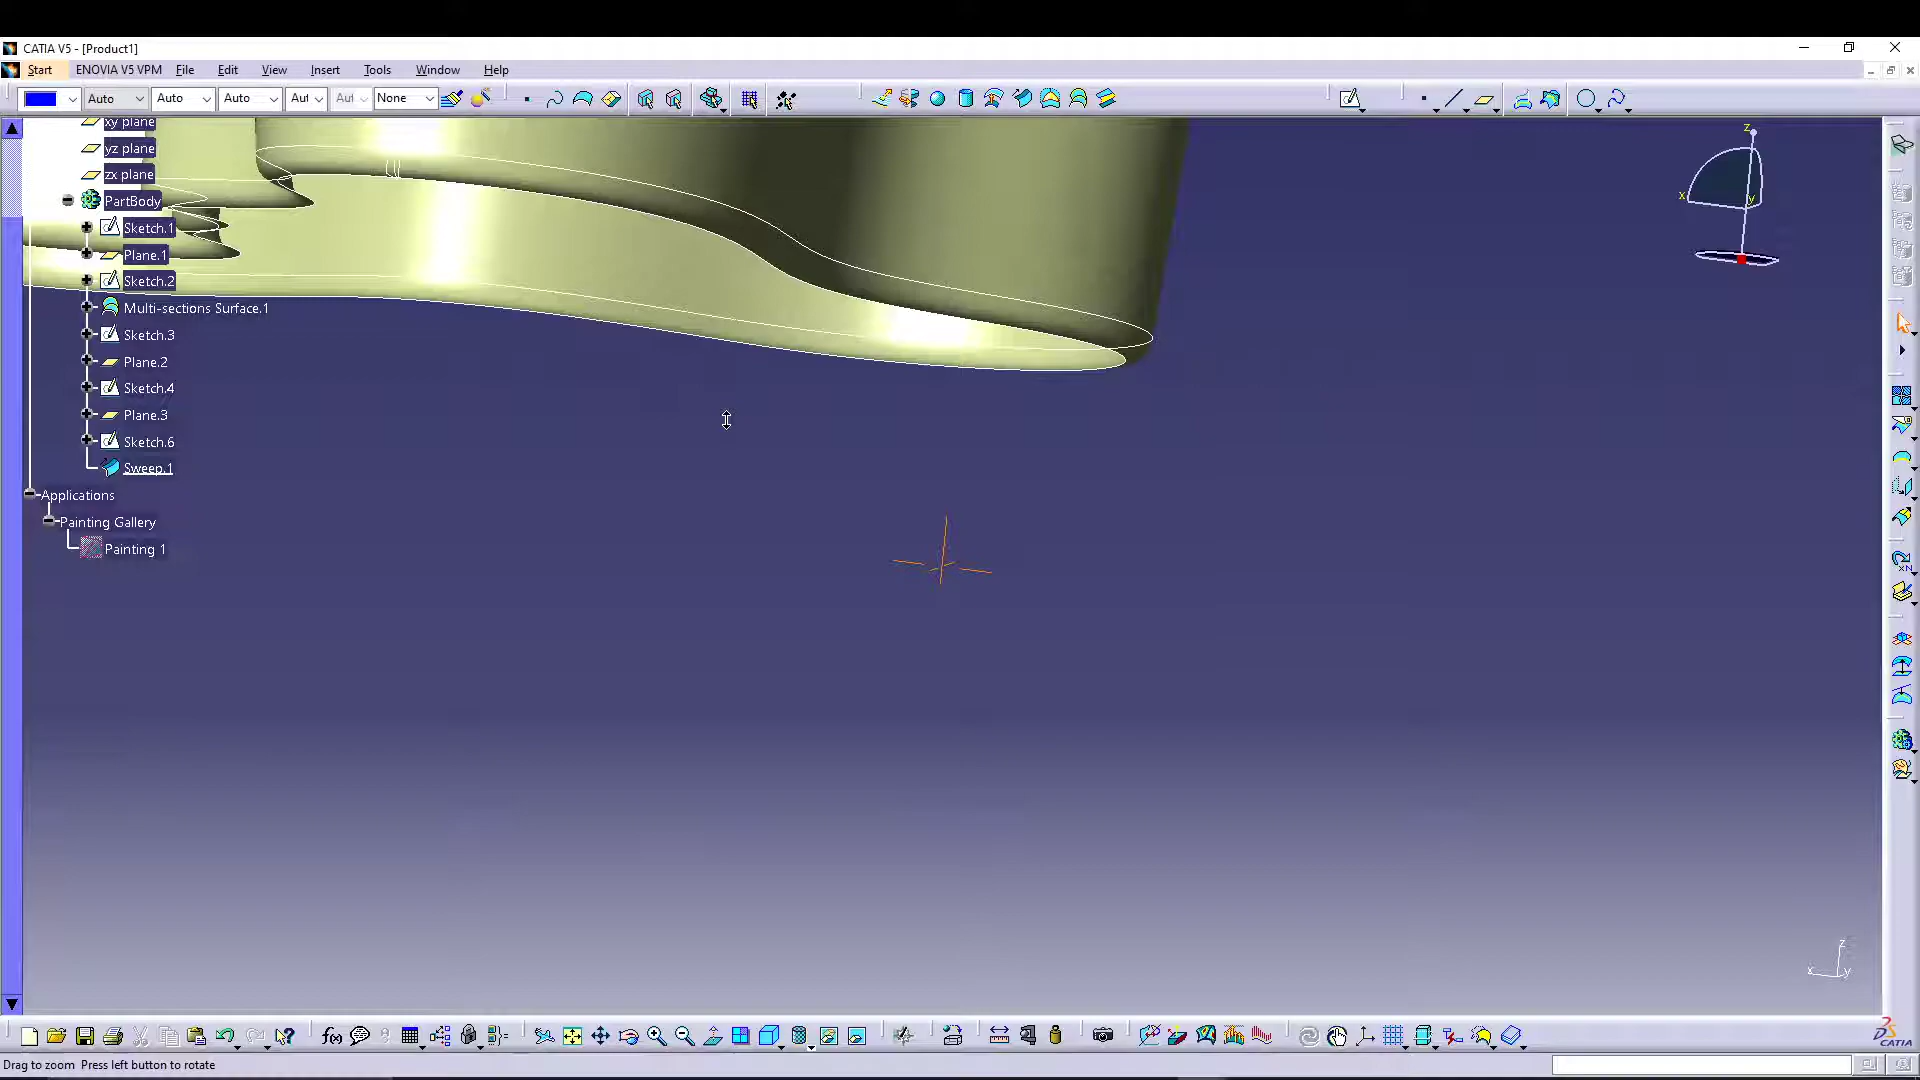 CATIA V5 - [Product1]
Start ENOVIA V5 VPM File Edit View Insert Tools Window Help
Auto Auto Auto Aut Aut None
xy plane
yz plane
zx plane
PartBody
Sketch.1
Plane.1
Sketch.2
Multi-sections Surface.1
Sketch.3
Plane.2
Sketch.4
Plane.3
Sketch.6
Sweep.1
Applications
Painting Gallery
Painting 1
z
x
y
z
x
y
CATIA
Drag to zoom Press left button to rotate